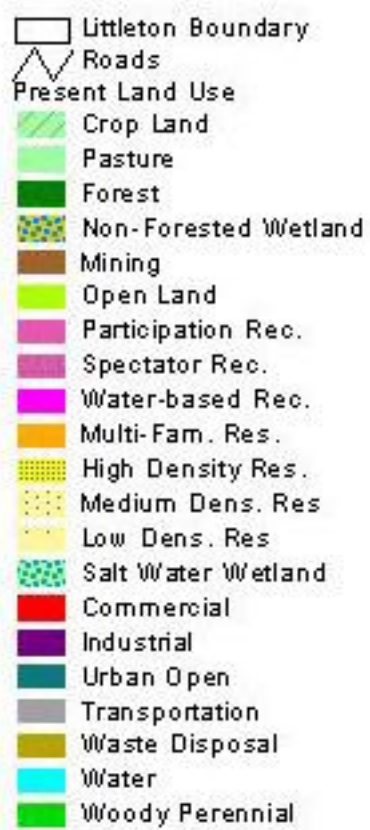 Littleton Boundary
Roads
Present Land Use
Crop Land
Pasture
Forest
Non-Forested Wetland
Mining
Open Land
Participation Rec.
Spectator Rec.
Water-based Rec.
Multi-Fam. Res.
High Density Res.
Medium Dens. Res
Low Dens. Res
Salt Water Wetland
Commercial
Industrial
Urban Open
Transportation
Waste Disposal
Water
Woody Perennial